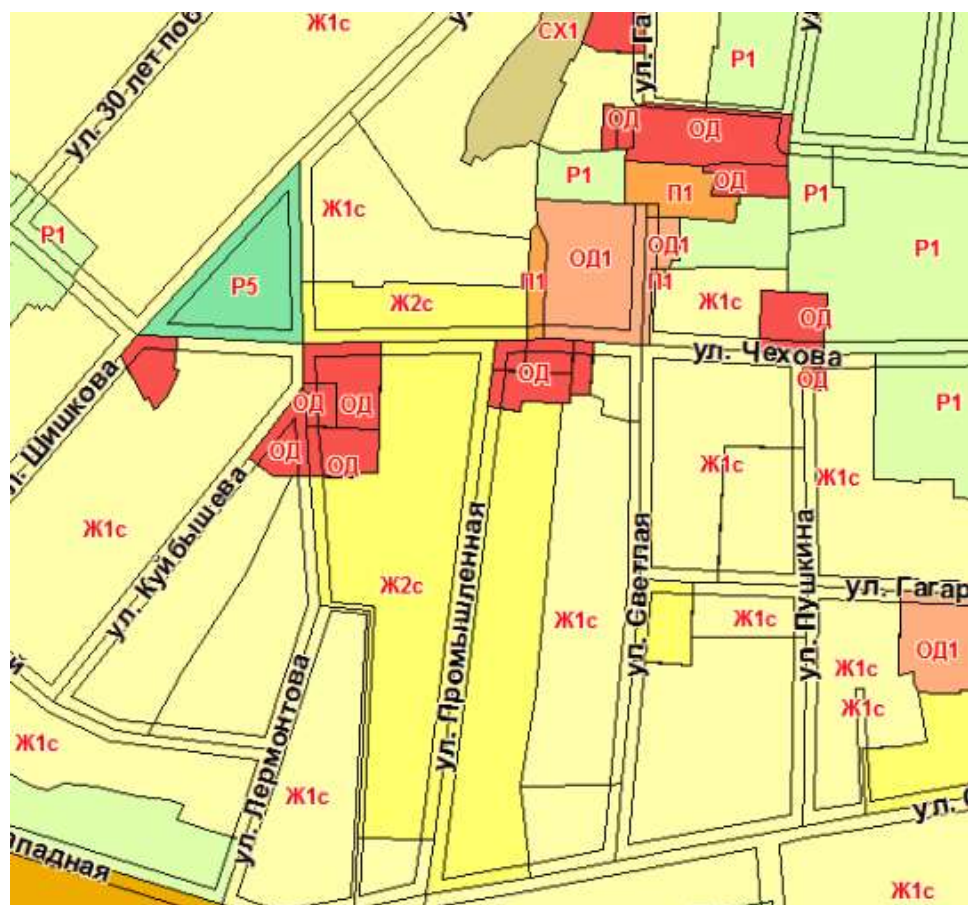 Ж1с
СХ1
ул. Га
Р1
ул. 30 лет поб
ОД
ОД
Р1
П1
ОД
Р1
Ж1с
Р1
ОД1
ОД1
Р1
Р5
П1
П1
Ж2с
Ж1с
ОД
ул. Чехова
ОД
ОД
ул. Шишкова
ОД
ОД
Р1
ОД
ОД
Ж1с
Ж1с
Ж1с
ул. Куйбышева
Ж2с
ул. Промышленная
ул. Светлая
ул. Пушкина
ул. Гагар
Ж1с
Ж1с
ОД1
Ж1с
Ж1с
й
Ж1с
ул. Лермонтова
Ж1с
ападная
ул. С
Ж1с